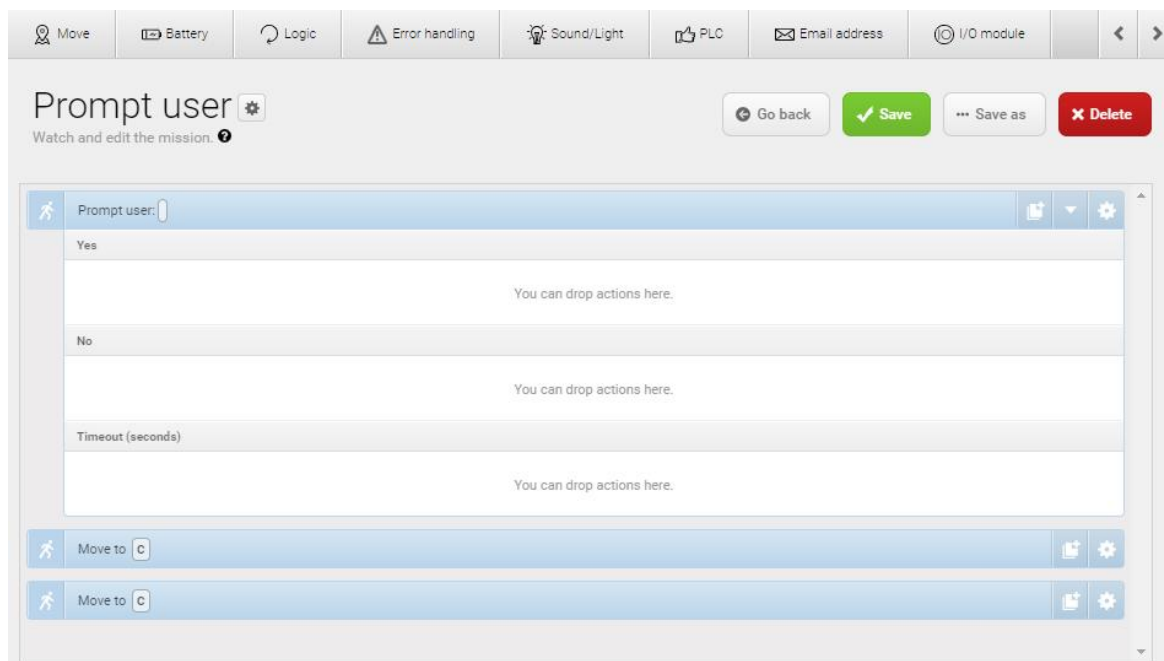 Move Battery Logic Error handling Sound/Light PLC Email address I/O module
Prompt user
Watch and edit the mission.
Go back Save Save as Delete
Prompt user:
Yes
You can drop actions here.
No
You can drop actions here.
Timeout (seconds)
You can drop actions here.
Move to C
Move to C